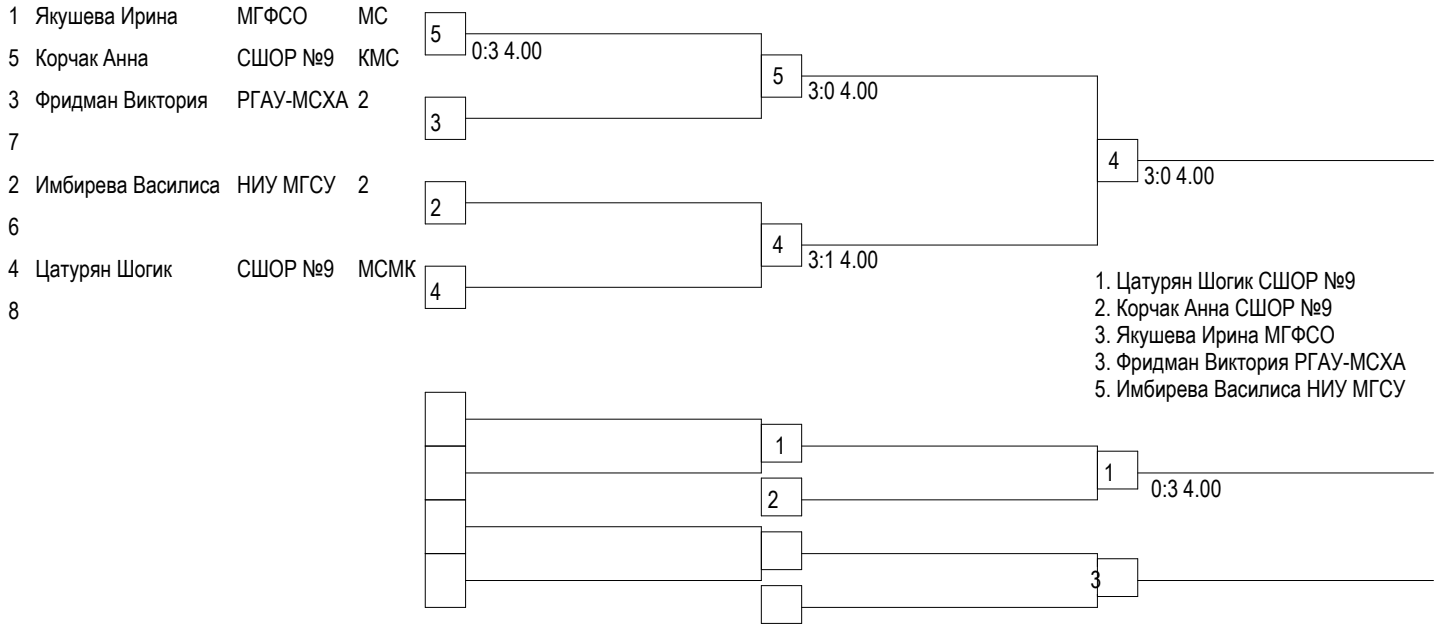 1 Якушева Ирина МГФСО МС
5 Корчак Анна СШОР №9 КМС
3 Фридман Виктория РГАУ-МСХА 2
7
2 Имбирева Василиса НИУ МГСУ 2
6
4 Цатурян Шогик СШОР №9 МСМК
8
5
0:3 4.00
3
2
4
5
3:0 4.00
4
3:1 4.00
4
3:0 4.00
1. Цатурян Шогик СШОР №9
2. Корчак Анна СШОР №9
3. Якушева Ирина МГФСО
3. Фридман Виктория РГАУ-МСХА
5. Имбирева Василиса НИУ МГСУ
1
2
1
0:3 4.00
3